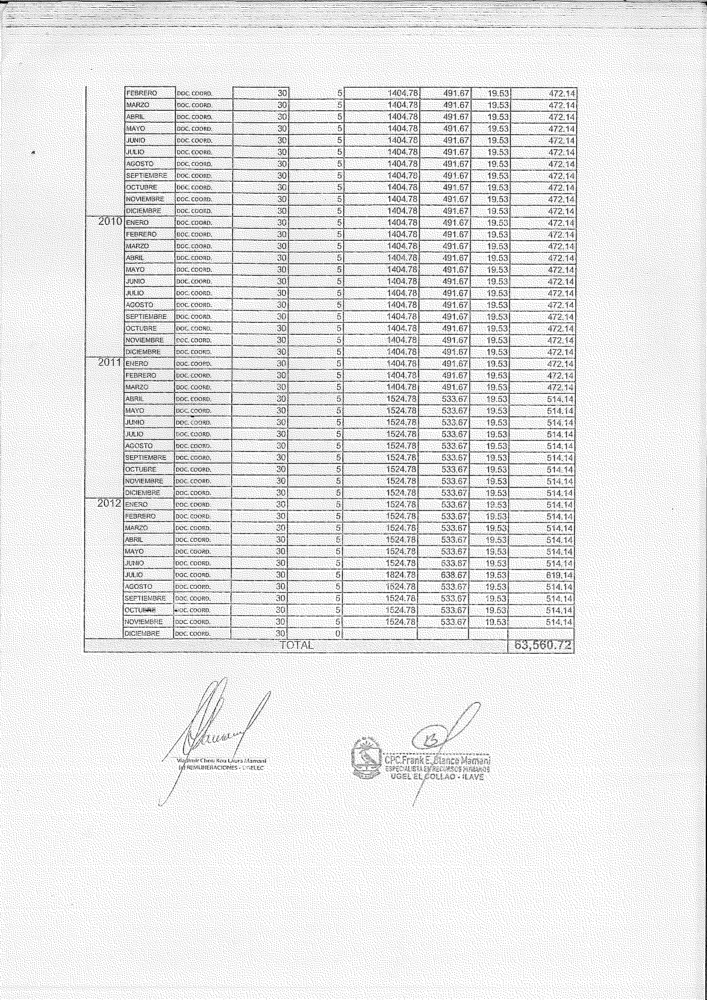 FEBRERO DOC. COORD. 30 5 1404.78 491.67 19.53 472.14
MARZO DOC. COORD. 30 5 1404.78 491.67 19.53 472.14
ABRIL DOC. COORD. 30 5 1404.78 491.67 19.53 472.14
MAYO DOC. COORD. 30 5 1404.78 491.67 19.53 472.14
JUNIO DOC. COORD. 30 5 1404.78 491.67 19.53 472.14
JULIO DOC. COORD. 30 5 1404.78 491.67 19.53 472.14
AGOSTO DOC. COORD. 30 5 1404.78 491.67 19.53 472.14
SEPTIEMBRE DOC. COORD. 30 5 1404.78 491.67 19.53 472.14
OCTUBRE DOC. COORD. 30 5 1404.78 491.67 19.53 472.14
NOVIEMBRE DOC. COORD. 30 5 1404.78 491.67 19.53 472.14
DICIEMBRE DOC. COORD. 30 5 1404.78 491.67 19.53 472.14
2010 ENERO DOC. COORD. 30 5 1404.78 491.67 19.53 472.14
FEBRERO DOC. COORD. 30 5 1404.78 491.67 19.53 472.14
MARZO DOC. COORD. 30 5 1404.78 491.67 19.53 472.14
ABRIL DOC. COORD. 30 5 1404.78 491.67 19.53 472.14
MAYO DOC. COORD. 30 5 1404.78 491.67 19.53 472.14
JUNIO DOC. COORD. 30 5 1404.78 491.67 19.53 472.14
JULIO DOC. COORD. 30 5 1404.78 491.67 19.53 472.14
AGOSTO DOC. COORD. 30 5 1404.78 491.67 19.53 472.14
SEPTIEMBRE DOC. COORD. 30 5 1404.78 491.67 19.53 472.14
OCTUBRE DOC. COORD. 30 5 1404.78 491.67 19.53 472.14
NOVIEMBRE DOC. COORD. 30 5 1404.78 491.67 19.53 472.14
DICIEMBRE DOC. COORD. 30 5 1404.78 491.67 19.53 472.14
2011 ENERO DOC. COORD. 30 5 1404.78 491.67 19.53 472.14
FEBRERO DOC. COORD. 30 5 1404.78 491.67 19.53 472.14
MARZO DOC. COORD. 30 5 1404.78 491.67 19.53 472.14
ABRIL DOC. COORD. 30 5 1524.78 533.67 19.53 514.14
MAYO DOC. COORD. 30 5 1524.78 533.67 19.53 514.14
JUNIO DOC. COORD. 30 5 1524.78 533.67 19.53 514.14
JULIO DOC. COORD. 30 5 1524.78 533.67 19.53 514.14
AGOSTO DOC. COORD. 30 5 1524.78 533.67 19.53 514.14
SEPTIEMBRE DOC. COORD. 30 5 1524.78 533.67 19.53 514.14
OCTUBRE DOC. COORD. 30 5 1524.78 533.67 19.53 514.14
NOVIEMBRE DOC. COORD. 30 5 1524.78 533.67 19.53 514.14
DICIEMBRE DOC. COORD. 30 5 1524.78 533.67 19.53 514.14
2012 ENERO DOC. COORD. 30 5 1524.78 533.67 19.53 514.14
FEBRERO DOC. COORD. 30 5 1524.78 533.67 19.53 514.14
MARZO DOC. COORD. 30 5 1524.78 533.67 19.53 514.14
ABRIL DOC. COORD. 30 5 1524.78 533.67 19.53 514.14
MAYO DOC. COORD. 30 5 1524.78 533.67 19.53 514.14
JUNIO DOC. COORD. 30 5 1524.78 533.67 19.53 514.14
JULIO DOC. COORD. 30 5 1824.78 638.67 19.53 619.14
AGOSTO DOC. COORD. 30 5 1524.78 533.67 19.53 514.14
SEPTIEMBRE DOC. COORD. 30 5 1524.78 533.67 19.53 514.14
OCTUBRE DOC. COORD. 30 5 1524.78 533.67 19.53 514.14
NOVIEMBRE DOC. COORD. 30 5 1524.78 533.67 19.53 514.14
DICIEMBRE DOC. COORD. 30 0
TOTAL 63,560.72
13
Vladimir Chou Kou Laura Mamani
(e) REMUNERACIONES - UGELEC
CPC. Frank E. Blanco Mamani
ESPECIALISTA EN RECURSOS HUMANOS
UGEL EL COLLAO - ILAVE